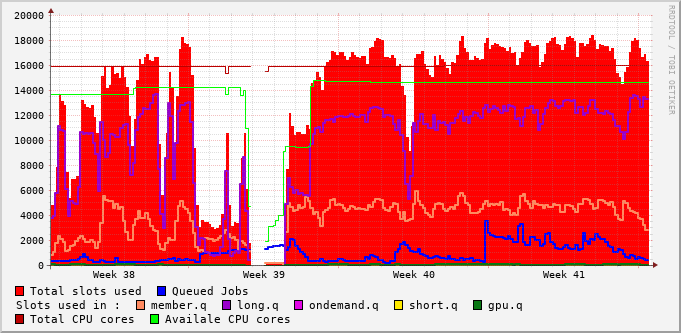 20000
18000
16000
14000
12000
10000
8000
6000
4000
2000
0
Week 38 Week 39 Week 40 Week 41
Total slots used Queued Jobs
Slots used in : member.q long.q ondemand.q short.q gpu.q
Total CPU cores Availale CPU cores
RRDTOOL / TOBI OETIKER